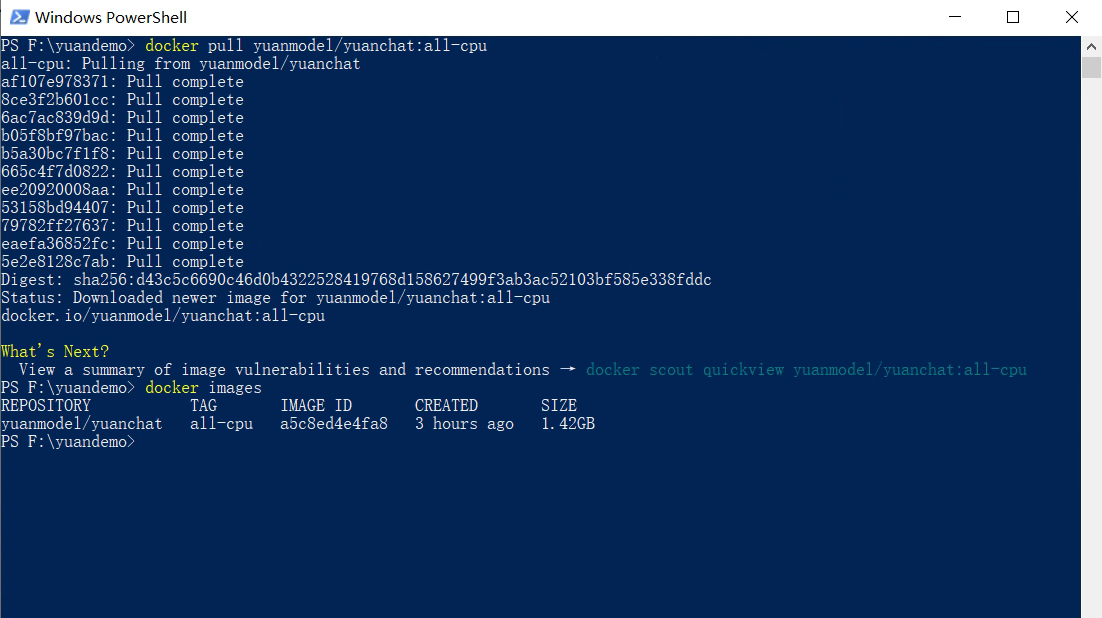 Windows PowerShell
PS F:\yuandemo> docker pull yuanmodel/yuanchat:all-cpu
all-cpu: Pulling from yuanmodel/yuanchat
af107e978371: Pull complete
8ce3f2b601cc: Pull complete
6ac7ac839d9d: Pull complete
b05f8bf97bac: Pull complete
b5a30bc7f1f8: Pull complete
665c4f7d0822: Pull complete
ee20920008aa: Pull complete
53158bd94407: Pull complete
79782ff27637: Pull complete
eaefa36852fc: Pull complete
5e2e8128c7ab: Pull complete
Digest: sha256:d43c5c6690c46d0b4322528419768d158627499f3ab3ac52103bf585e338fddc
Status: Downloaded newer image for yuanmodel/yuanchat:all-cpu
docker.io/yuanmodel/yuanchat:all-cpu
What's Next?
View a summary of image vulnerabilities and recommendations → docker scout quickview yuanmodel/yuanchat:all-cpu
PS F:\yuandemo> docker images
REPOSITORY TAG IMAGE ID CREATED SIZE
yuanmodel/yuanchat all-cpu a5c8ed4e4fa8 3 hours ago 1.42GB
PS F:\yuandemo>